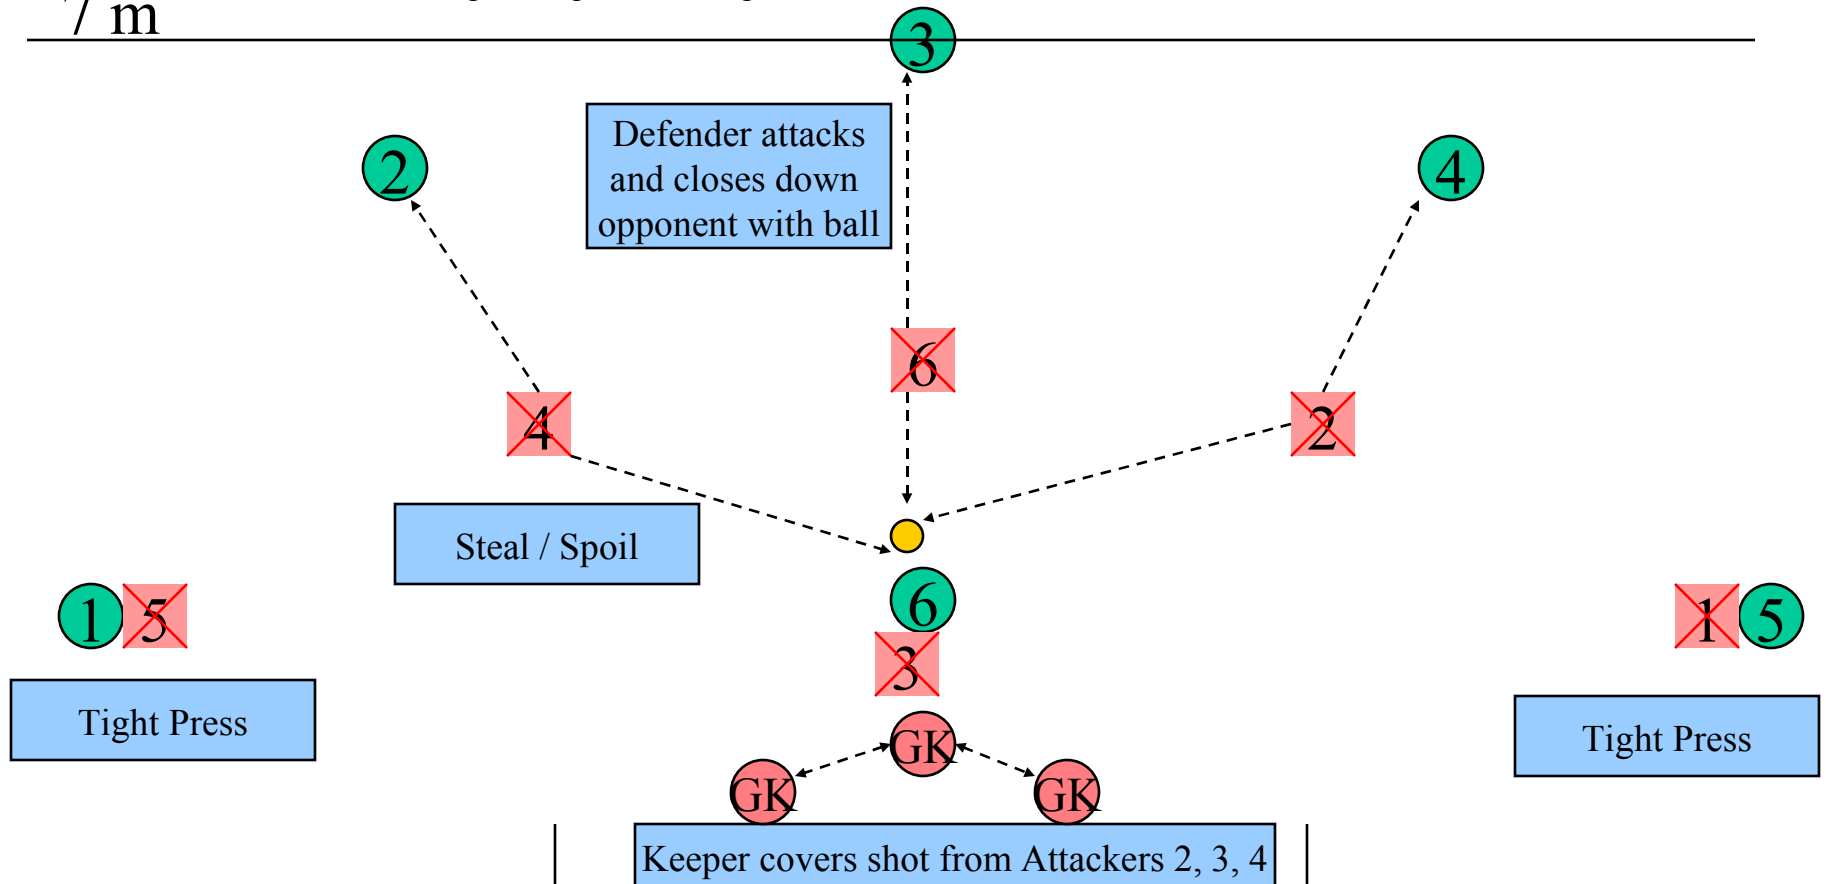 7 m
3
Defender attacks
and closes down
opponent with ball
2
4
6
4
2
Steal / Spoil
6
1
5
1
5
3
Tight Press
Tight Press
GK
GK
GK
Keeper covers shot from Attackers 2, 3, 4